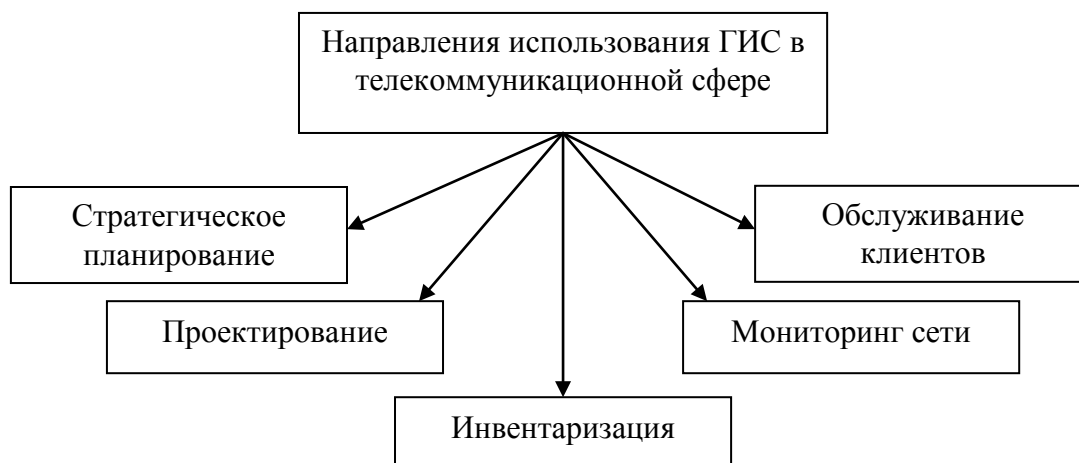 Направления использования ГИС в
телекоммуникационной сфере
Стратегическое
планирование
Обслуживание
клиентов
Проектирование
Мониторинг сети
Инвентаризация